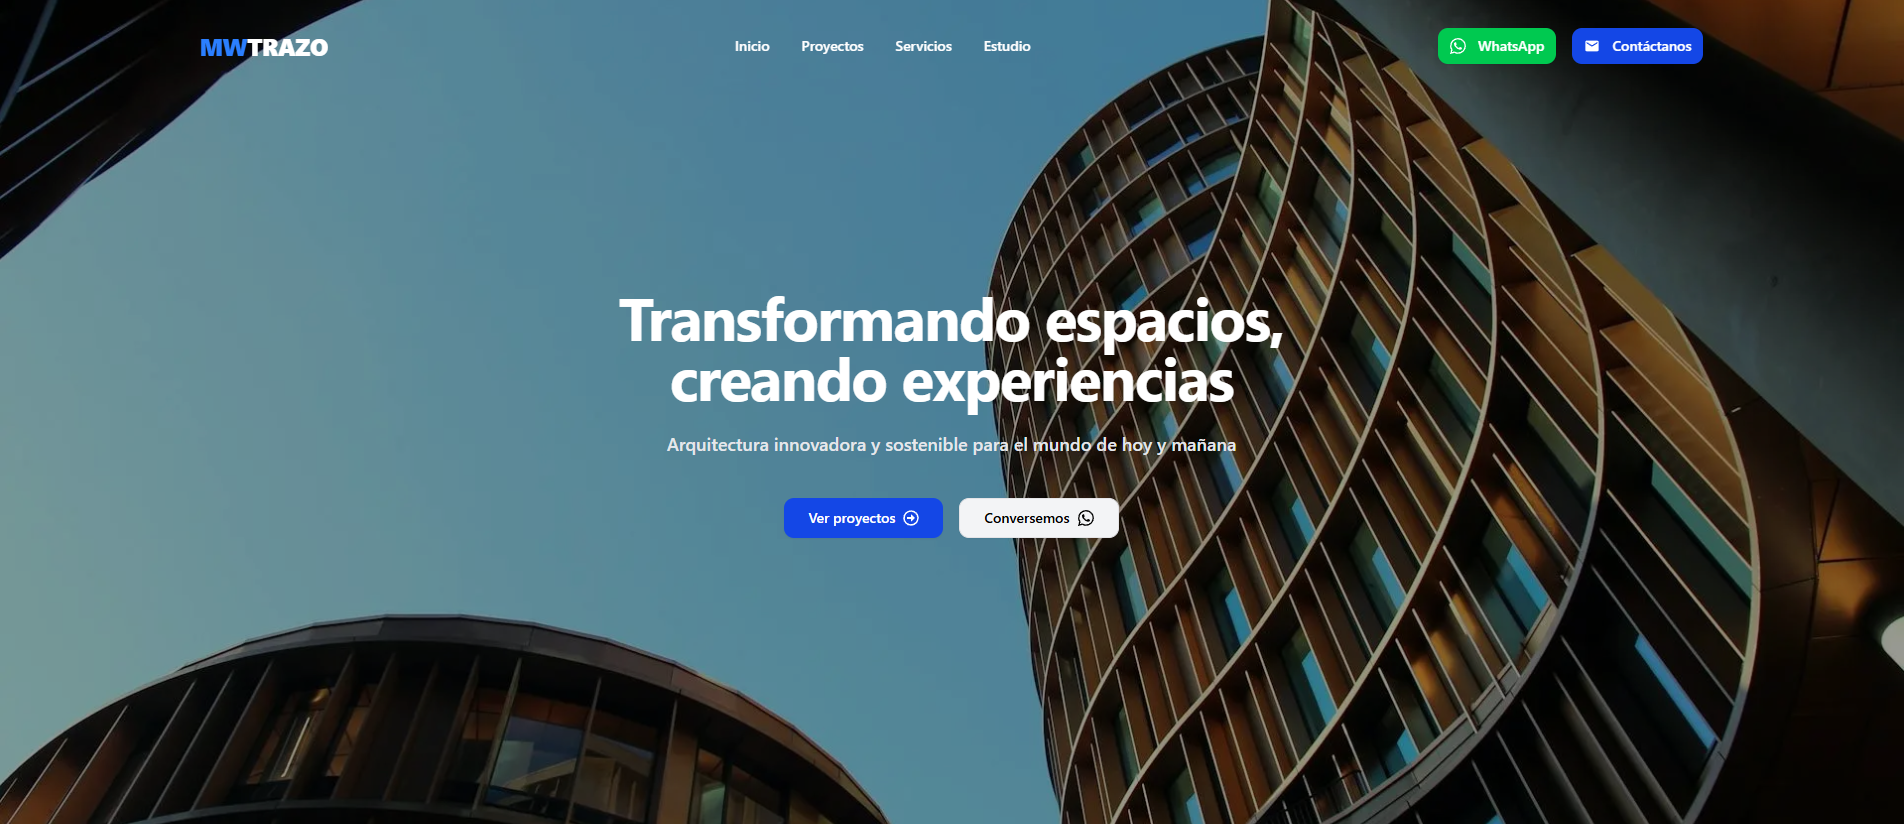 MWTRAZO
Inicio
Proyectos
Servicios
Estudio
WhatsApp
Contáctanos
Transformando espacios,
creando experiencias
Arquitectura innovadora y sostenible para el mundo de hoy y mañana
Ver proyectos
Conversemos